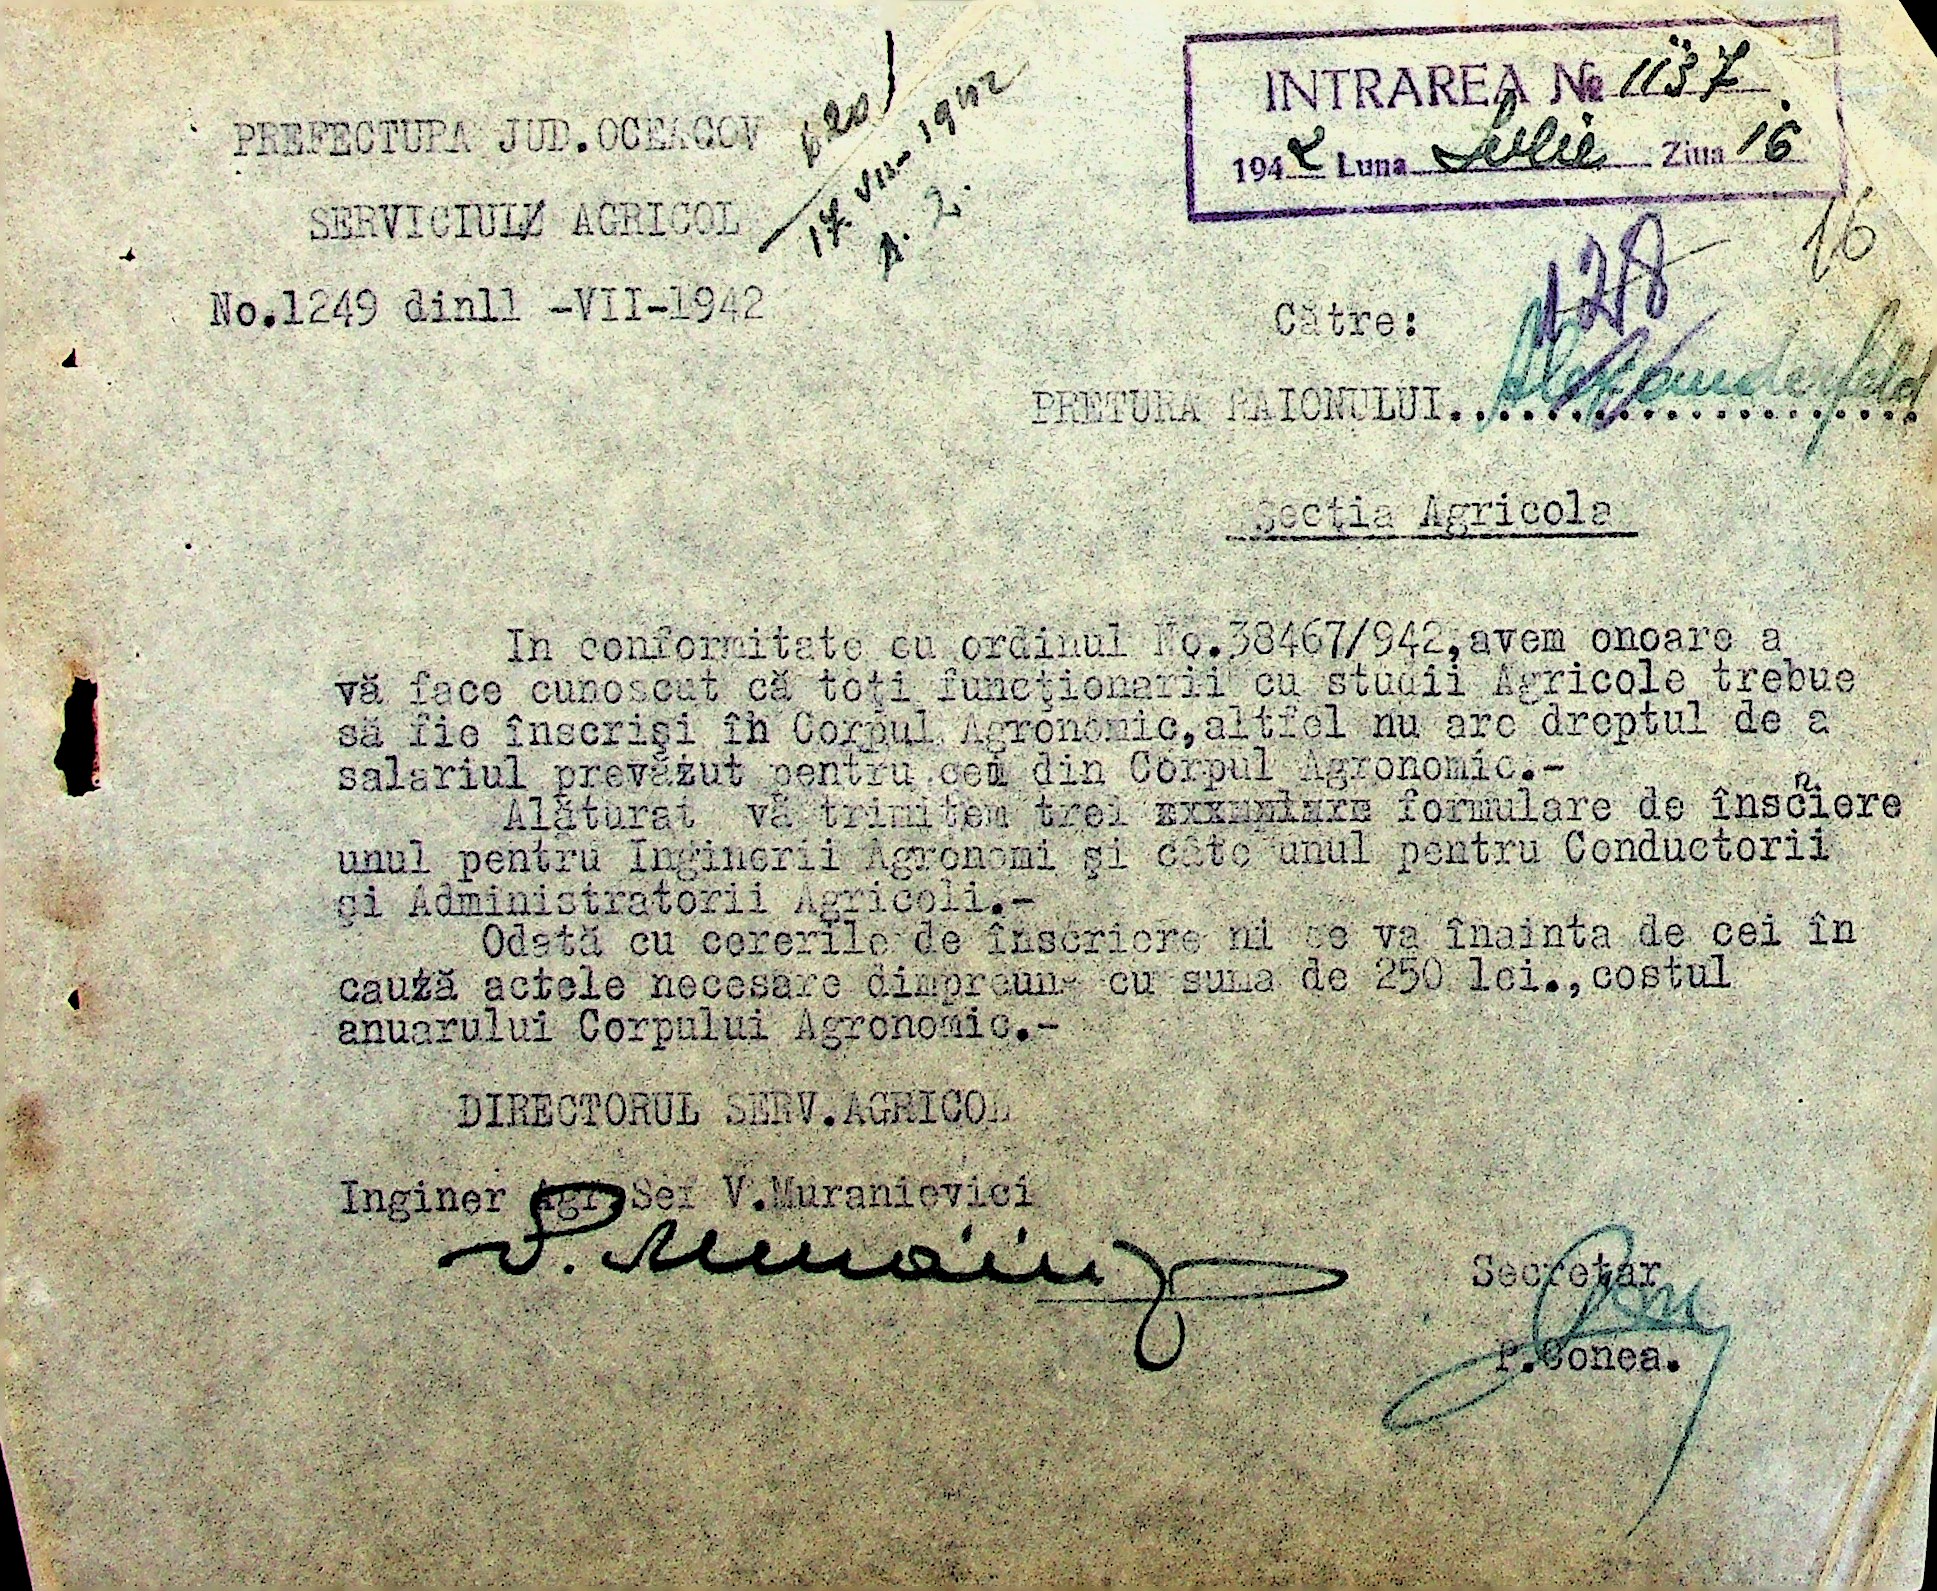 INTRAREA № 1137
1942 Luna Iulie Ziua 16
PREFECTURA JUD.OCEACOV
620
17 VII-1942
SERVICIUL AGRICOL
No.1249 din11 -VII-1942
128
16
Către:
PRETURA RAIONULUI. Alexanderfeld
Secţia Agricola
In conformitate cu ordinul No.38467/942,avem onoare a
vă face cunoscut că toţi funcţionarii cu studii Agricole trebue
să fie înscrişi în Corpul Agronomic,altfel nu are dreptul de a
salariul prevăzut pentru cei din Corpul Agronomic.-
Alăturat vă trimitem trei exemplare formulare de înscriere
unul pentru Inginerii Agronomi şi câte unul pentru Conductorii
şi Administratorii Agricoli.-
Odată cu cererile de înscriere ni se va înainta de cei în
cauză actele necesare dimpreun- cu suma de 250 lei.,costul
anuarului Corpului Agronomic.-
DIRECTORUL SERV.AGRICOL
Inginer Agr.Sef V.Muranievici
Secretar
P.Conea.